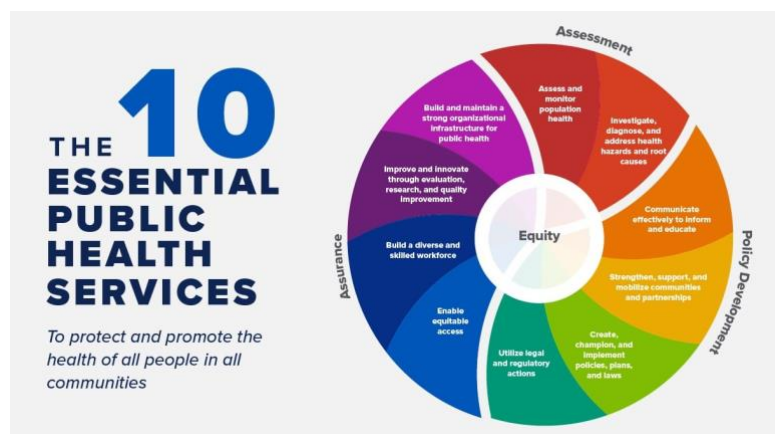 THE 10
ESSENTIAL
PUBLIC
HEALTH
SERVICES
To protect and promote the
health of all people in all
communities
Assessment
Assess and
monitor
population
health
Investigate,
diagnose, and
address health
hazards and root
causes
Policy Development
Communicate
effectively to inform
and educate
Strengthen, support, and
mobilize communities
and partnerships
Create,
champion, and
implement
policies, plans,
and laws
Utilize legal
and regulatory
actions
Assurance
Enable
equitable
access
Build a diverse and
skilled workforce
Improve and innovate
through evaluation,
research, and quality
improvement
Build and maintain a
strong organizational
infrastructure for
public health
Equity